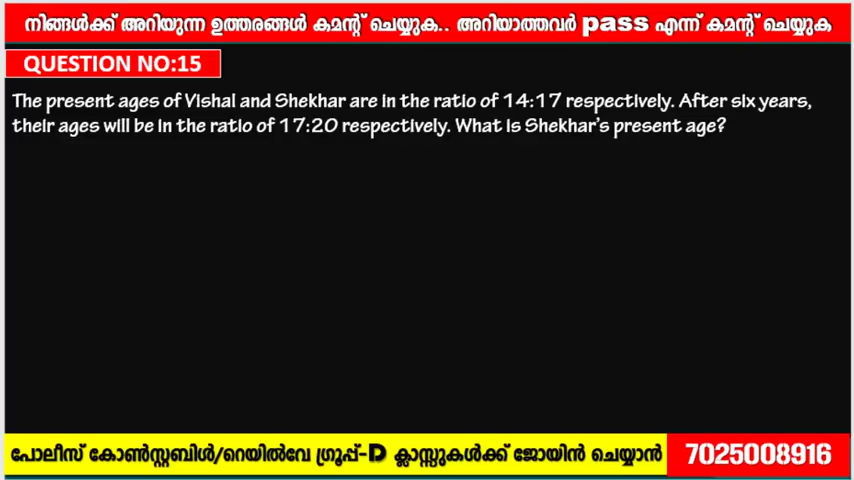 നിങ്ങൾക്ക് അറിയുന്ന ഉത്തരങ്ങൾ കമന്റ് ചെയ്യുക.. അറിയാത്തവർ pass എന്ന് കമന്റ് ചെയ്യുക
QUESTION NO:15
The present ages of Vishal and Shekhar are in the ratio of 14:17 respectively. After six years,
their ages will be in the ratio of 17:20 respectively. What is Shekhar's present age?
പോലീസ് കോൺസ്റ്റബിൾ/റെയിൽവേ ഗ്രൂപ്പ്-D ക്ലാസ്സുകൾക്ക് ജോയിൻ ചെയ്യാൻ 7025008916